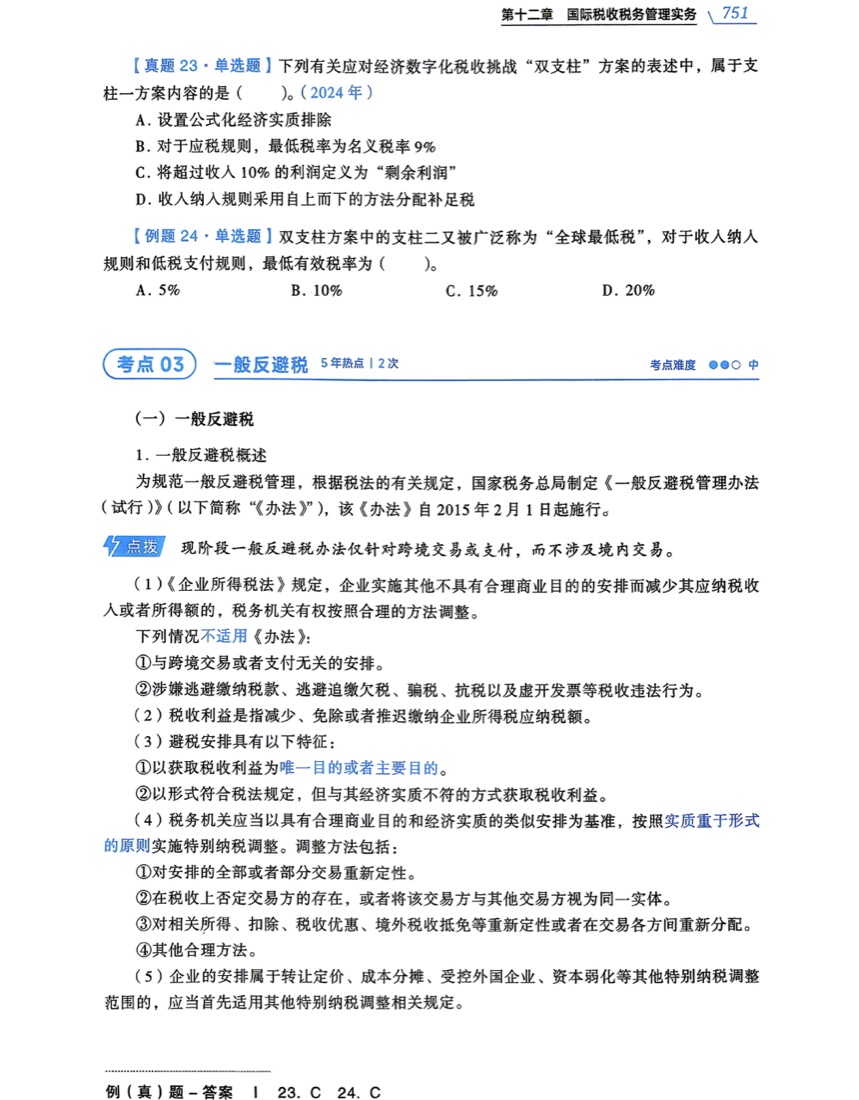 第十二章 国际税收税务管理实务 751
【真题 23·单选题】下列有关应对经济数字化税收挑战“双支柱”方案的表述中，属于支
柱一方案内容的是（ ）。（2024 年）
A. 设置公式化经济实质排除
B. 对于应税规则，最低税率为名义税率 9%
C. 将超过收入 10% 的利润定义为“剩余利润”
D. 收入纳入规则采用自上而下的方法分配补足税
【例题 24·单选题】双支柱方案中的支柱二又被广泛称为“全球最低税”，对于收入纳入
规则和低税支付规则，最低有效税率为（ ）。
A. 5% B. 10% C. 15% D. 20%
考点 03 一般反避税 5 年热点 | 2 次 考点难度 中
（一）一般反避税
1. 一般反避税概述
为规范一般反避税管理，根据税法的有关规定，国家税务总局制定《一般反避税管理办法
（试行）》（以下简称“《办法》”），该《办法》自 2015 年 2 月 1 日起施行。
点拨 现阶段一般反避税办法仅针对跨境交易或支付，而不涉及境内交易。
（1）《企业所得税法》规定，企业实施其他不具有合理商业目的的安排而减少其应纳税收
入或者所得额的，税务机关有权按照合理的方法调整。
下列情况不适用《办法》：
①与跨境交易或者支付无关的安排。
②涉嫌逃避缴纳税款、逃避追缴欠税、骗税、抗税以及虚开发票等税收违法行为。
（2）税收利益是指减少、免除或者推迟缴纳企业所得税应纳税额。
（3）避税安排具有以下特征：
①以获取税收利益为唯一目的或者主要目的。
②以形式符合税法规定，但与其经济实质不符的方式获取税收利益。
（4）税务机关应当以具有合理商业目的和经济实质的类似安排为基准，按照实质重于形式
的原则实施特别纳税调整。调整方法包括：
①对安排的全部或者部分交易重新定性。
②在税收上否定交易方的存在，或者将该交易方与其他交易方视为同一实体。
③对相关所得、扣除、税收优惠、境外税收抵免等重新定性或者在交易各方间重新分配。
④其他合理方法。
（5）企业的安排属于转让定价、成本分摊、受控外国企业、资本弱化等其他特别纳税调整
范围的，应当首先适用其他特别纳税调整相关规定。
例（真）题－答案 | 23. C 24. C